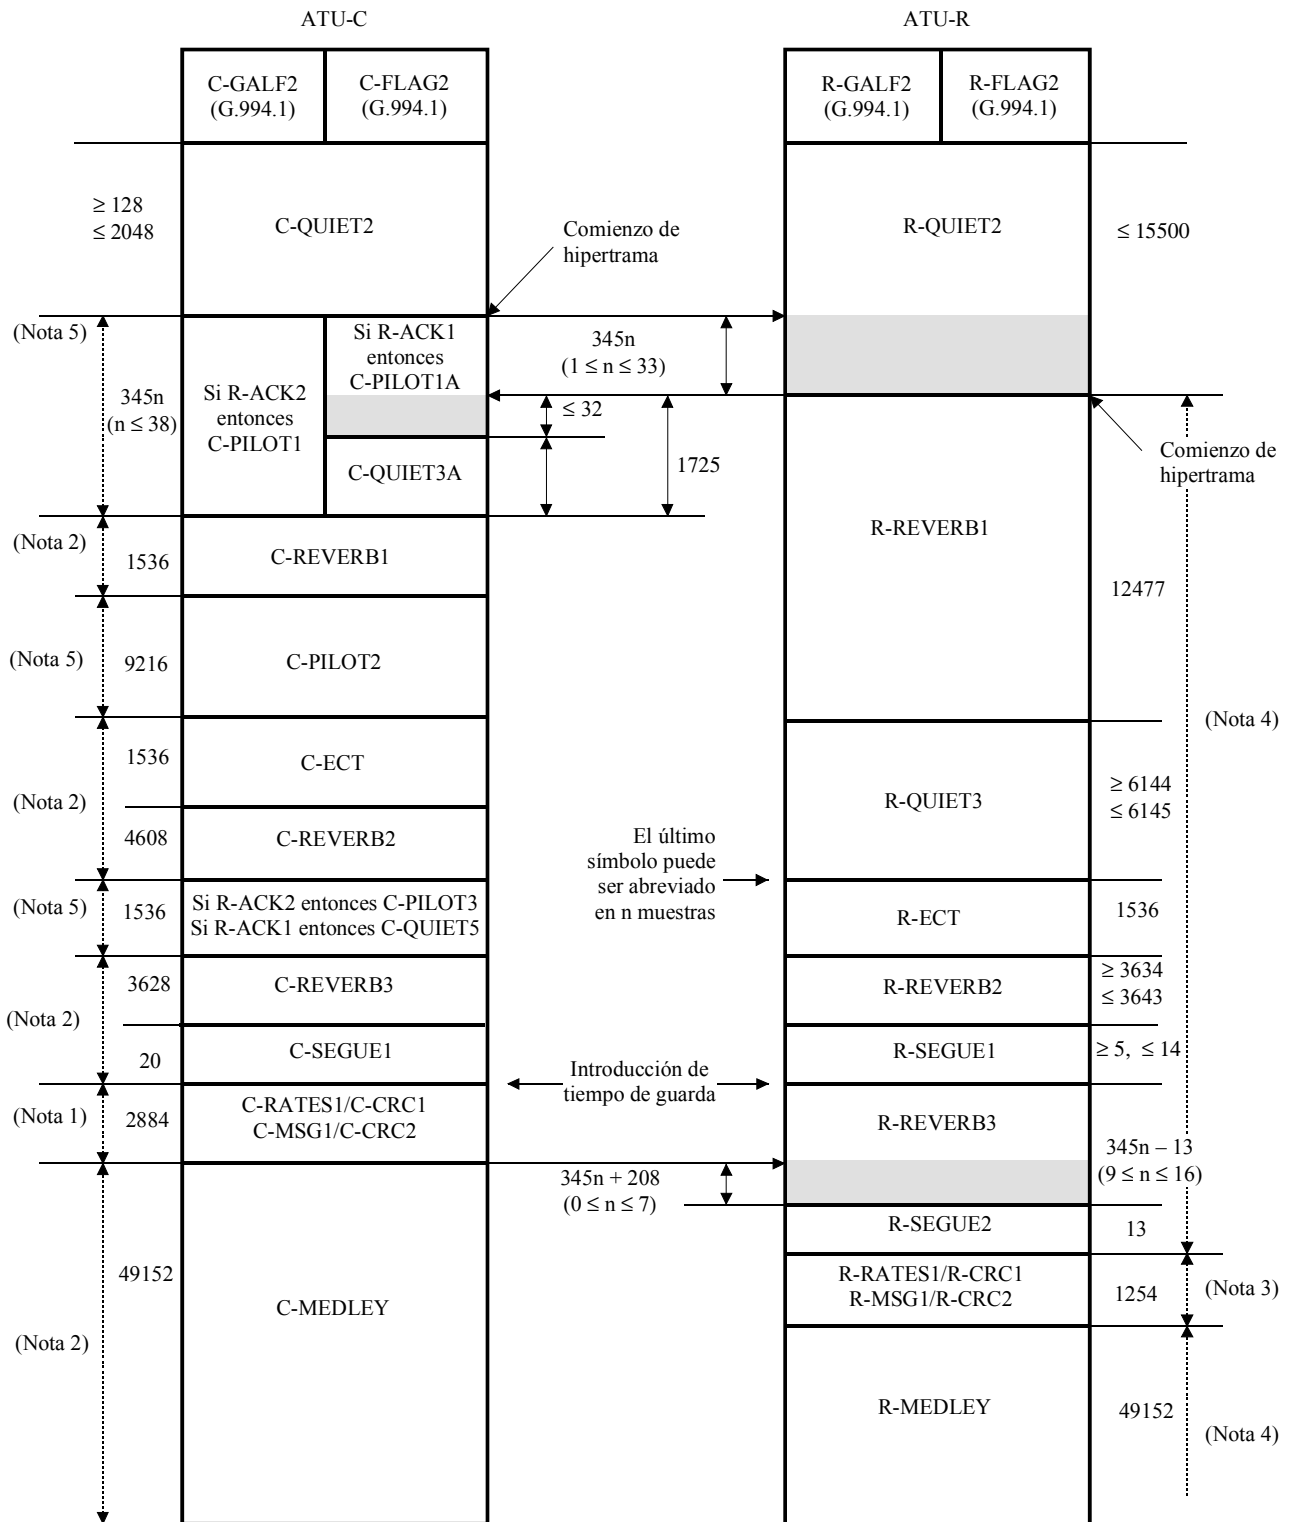 ATU-C
ATU-R
C-GALF2
(G.994.1)
C-FLAG2
(G.994.1)
R-GALF2
(G.994.1)
R-FLAG2
(G.994.1)
≥ 128
≤ 2048
C-QUIET2
Comienzo de
hipertrama
R-QUIET2
≤ 15500
(Nota 5)
345n
(n ≤ 38)
Si R-ACK2
entonces
C-PILOT1
Si R-ACK1
entonces
C-PILOT1A
345n
(1 ≤ n ≤ 33)
≤ 32
C-QUIET3A
1725
Comienzo de
hipertrama
(Nota 2)
1536
C-REVERB1
R-REVERB1
12477
(Nota 5)
9216
C-PILOT2
(Nota 4)
1536
C-ECT
(Nota 2)
4608
C-REVERB2
R-QUIET3
≥ 6144
≤ 6145
El último
símbolo puede
ser abreviado
en n muestras
(Nota 5)
1536
Si R-ACK2 entonces C-PILOT3
Si R-ACK1 entonces C-QUIET5
R-ECT
1536
3628
C-REVERB3
R-REVERB2
≥ 3634
≤ 3643
(Nota 2)
20
C-SEGUE1
R-SEGUE1
≥ 5, ≤ 14
Introducción de
tiempo de guarda
(Nota 1)
2884
C-RATES1/C-CRC1
C-MSG1/C-CRC2
R-REVERB3
345n – 13
(9 ≤ n ≤ 16)
345n + 208
(0 ≤ n ≤ 7)
R-SEGUE2
13
49152
C-MEDLEY
R-RATES1/R-CRC1
R-MSG1/R-CRC2
1254
(Nota 3)
(Nota 2)
R-MEDLEY
49152
(Nota 4)